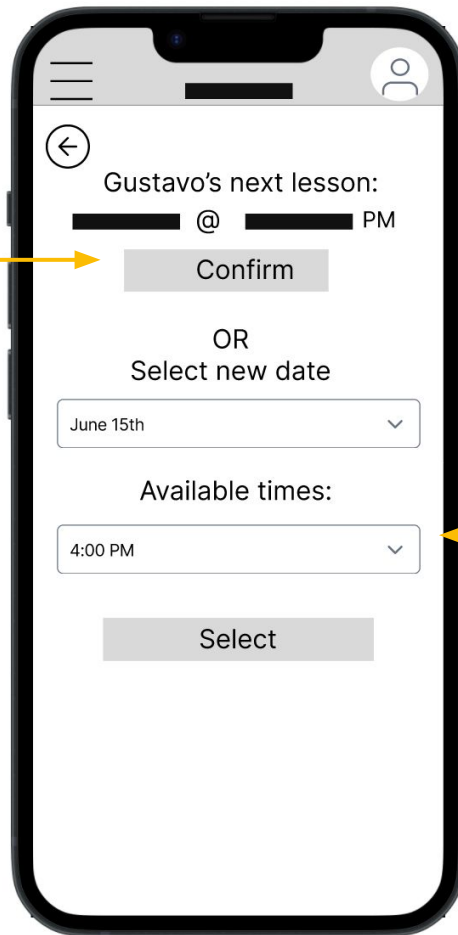 Gustavo’s next lesson:
@ PM
Confirm
OR
Select new date
June 15th
Available times:
4:00 PM
Select